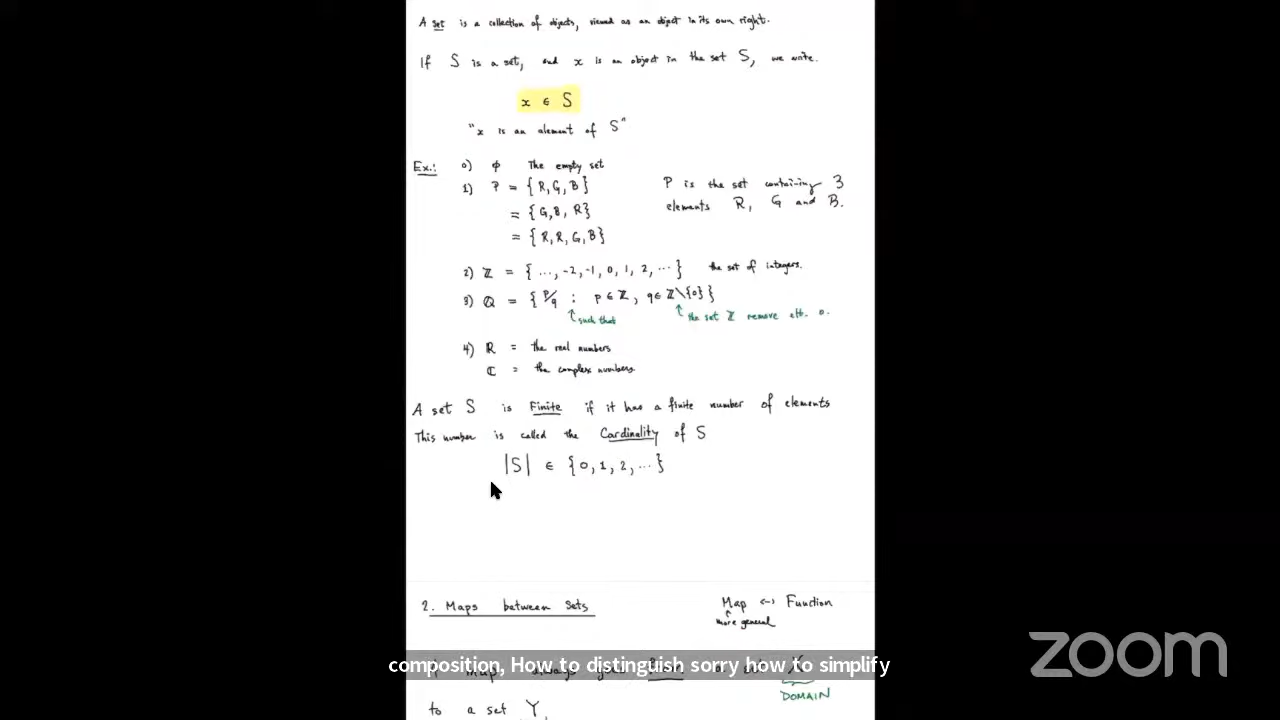 A set is a collection of objects, viewed as an object in its own right.
If S is a set, and x is an object in the set S, we write.
x ∈ S
"x is an element of S"
Ex.: 0) ϕ The empty set
1) P = {R, G, B} P is the set containing 3
= {G, B, R} elements R, G and B.
= {R, R, G, B}
2) ℤ = {..., -2, -1, 0, 1, 2, ...} the set of integers.
3) ℚ = {p/q : p ∈ ℤ, q ∈ ℤ\{0}}
such that the set ℤ remove elt. 0.
4) ℝ = the real numbers
ℂ = the complex numbers
A set S is Finite if it has a finite number of elements
This number is called the Cardinality of S
|S| ∈ {0, 1, 2, ...}
2. Maps between Sets Map ↔ Function
more general
composition, How to distinguish sorry how to simplify
DOMAIN
to a set Y,
zoom